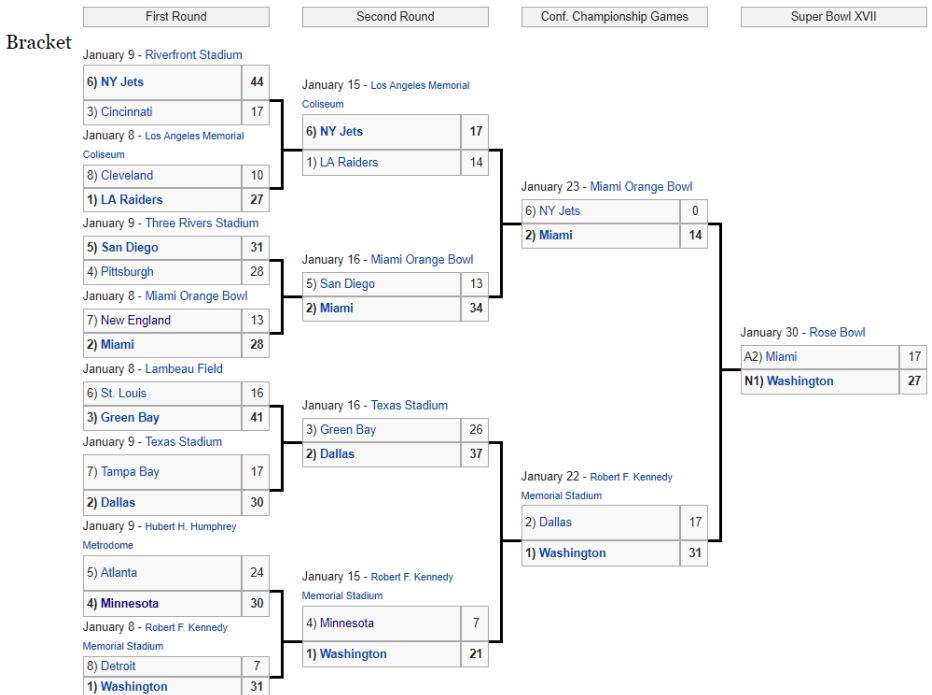 First Round Second Round Conf. Championship Games Super Bowl XVII
Bracket
January 9 - Riverfront Stadium
6) NY Jets 44
3) Cincinnati 17
January 8 - Los Angeles Memorial
Coliseum
8) Cleveland 10
1) LA Raiders 27
January 9 - Three Rivers Stadium
5) San Diego 31
4) Pittsburgh 28
January 8 - Miami Orange Bowl
7) New England 13
2) Miami 28
January 8 - Lambeau Field
6) St. Louis 16
3) Green Bay 41
January 9 - Texas Stadium
7) Tampa Bay 17
2) Dallas 30
January 9 - Hubert H. Humphrey
Metrodome
5) Atlanta 24
4) Minnesota 30
January 8 - Robert F. Kennedy
Memorial Stadium
8) Detroit 7
1) Washington 31
January 15 - Los Angeles Memorial
Coliseum
6) NY Jets 17
1) LA Raiders 14
January 16 - Miami Orange Bowl
5) San Diego 13
2) Miami 34
January 16 - Texas Stadium
3) Green Bay 26
2) Dallas 37
January 15 - Robert F. Kennedy
Memorial Stadium
4) Minnesota 7
1) Washington 21
January 23 - Miami Orange Bowl
6) NY Jets 0
2) Miami 14
January 22 - Robert F. Kennedy
Memorial Stadium
2) Dallas 17
1) Washington 31
January 30 - Rose Bowl
A2) Miami 17
N1) Washington 27